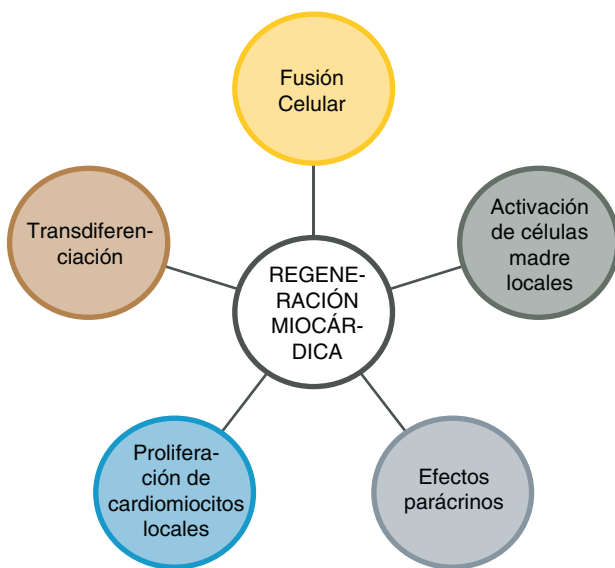 Fusión
Celular
Transdiferen-
ciación
Activación
de células
madre
locales
REGENE-
RACIÓN
MIOCÁR-
DICA
Prolifera-
ción de
cardiomiocitos
locales
Efectos
parácrinos